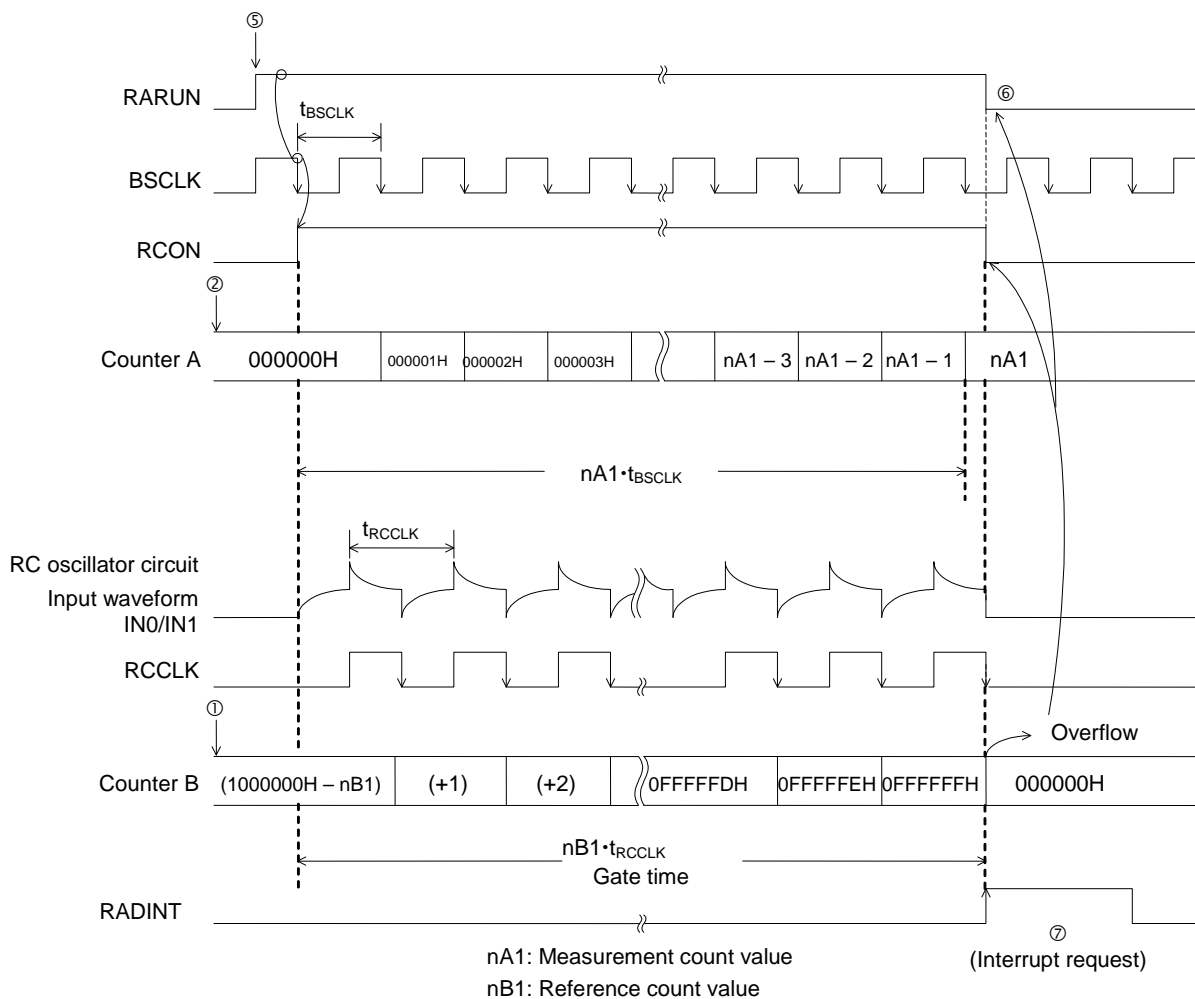 ⑤
RARUN
⑥
tBSCLK
BSCLK
RCON
②
Counter A
000000H 000001H 000002H 000003H nA1 – 3 nA1 – 2 nA1 – 1 nA1
nA1•tBSCLK
tRCCLK
RC oscillator circuit
Input waveform
IN0/IN1
RCCLK
①
Overflow
Counter B
(1000000H – nB1) (+1) (+2) 0FFFFFDH 0FFFFFEH 0FFFFFFH 000000H
nB1•tRCCLK
Gate time
RADINT
⑦
(Interrupt request)
nA1: Measurement count value
nB1: Reference count value